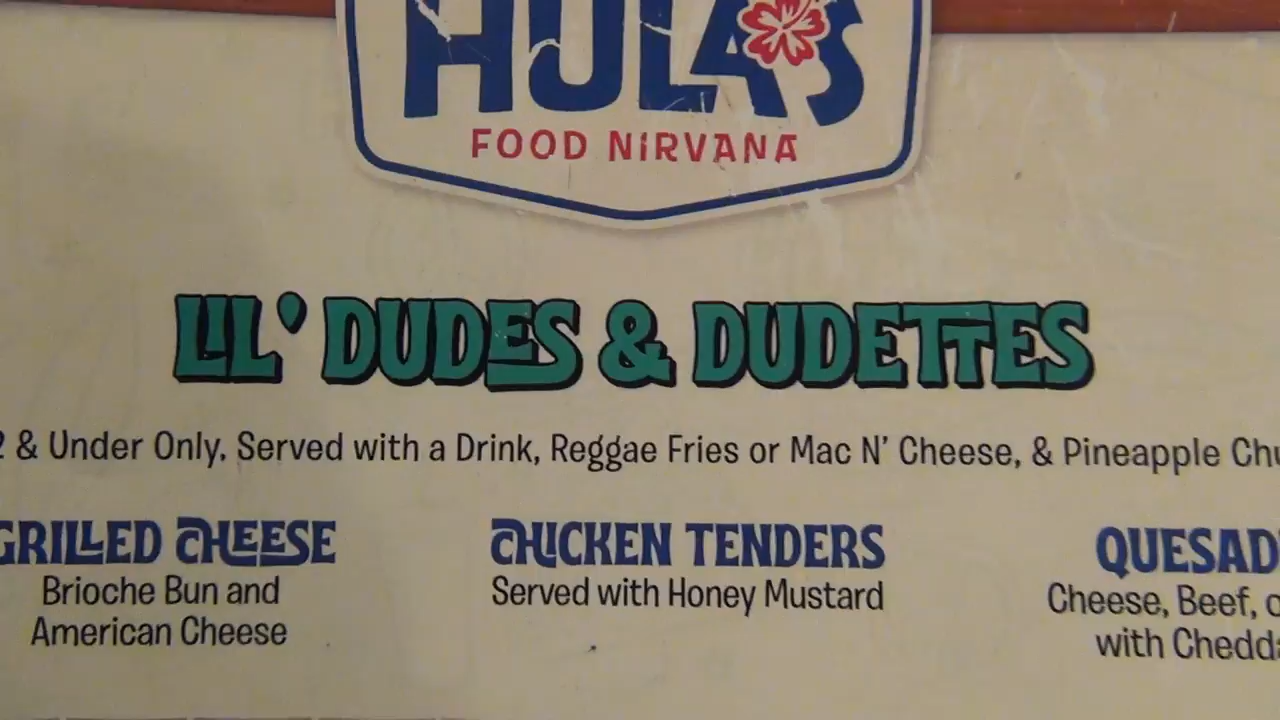 HULA'S
FOOD NIRVANA
LIL' DUDES & DUDETTES
& Under Only, Served with a Drink, Reggae Fries or Mac N' Cheese, & Pineapple
GRILLED CHEESE
Brioche Bun and
American Cheese
CHICKEN TENDERS
Served with Honey Mustard
Cheese, Beef,
with